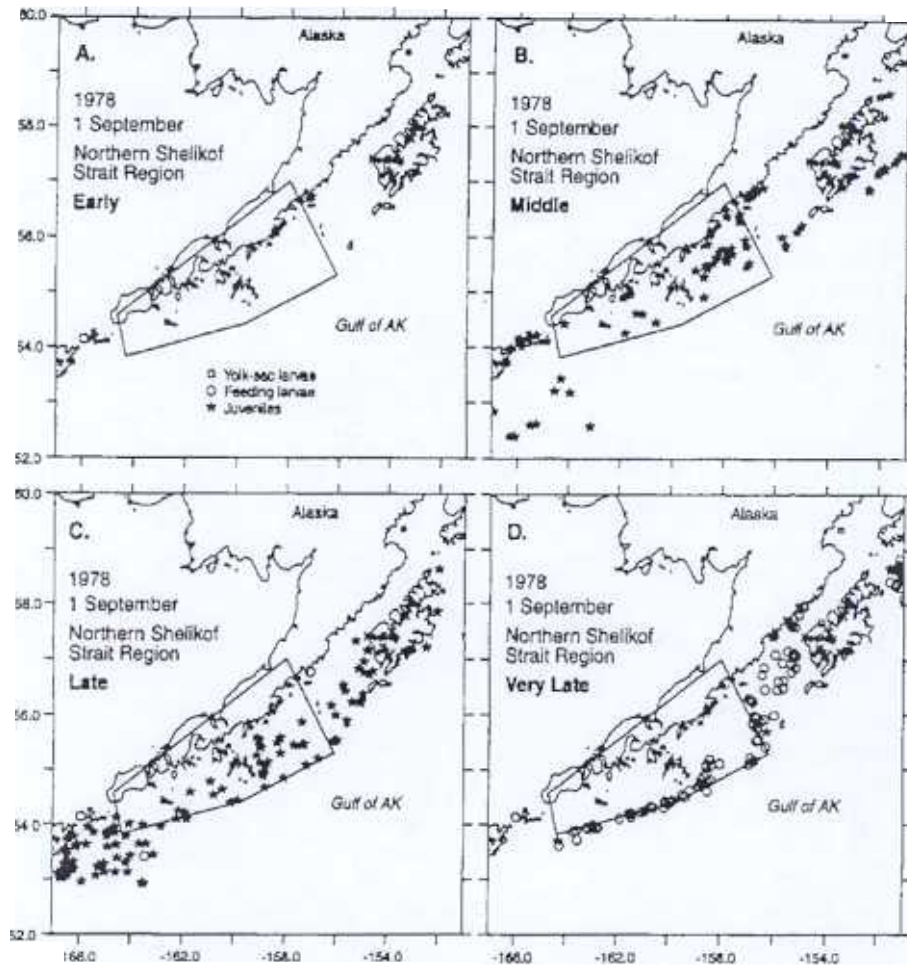 60.0
58.0
56.0
54.0
52.0
A.
1978
1 September
Northern Shelikof
Strait Region
Early
Alaska
Gulf of AK
Yolk-sac larvae
Feeding larvae
Juveniles
B.
1978
1 September
Northern Shelikof
Strait Region
Middle
Alaska
Gulf of AK
60.0
58.0
56.0
54.0
52.0
C.
1978
1 September
Northern Shelikof
Strait Region
Late
Alaska
Gulf of AK
D.
1978
1 September
Northern Shelikof
Strait Region
Very Late
Alaska
Gulf of AK
-166.0 -162.0 -158.0 -154.0 -166.0 -162.0 -158.0 -154.0